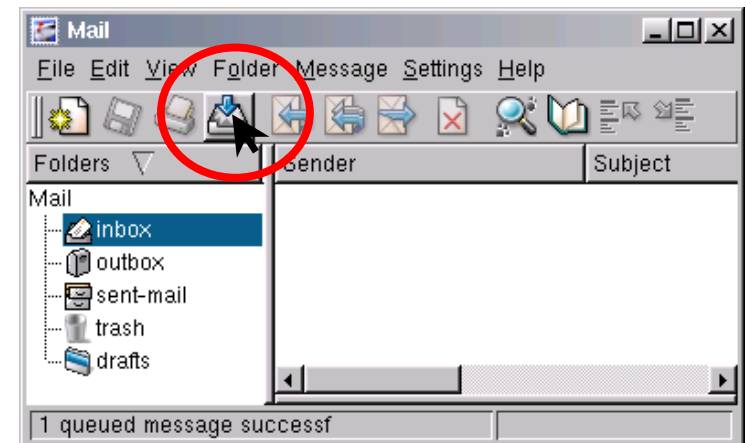 Mail
File Edit View Folder Message Settings Help
Folders Sender Subject
Mail
inbox
outbox
sent-mail
trash
drafts
1 queued message successf